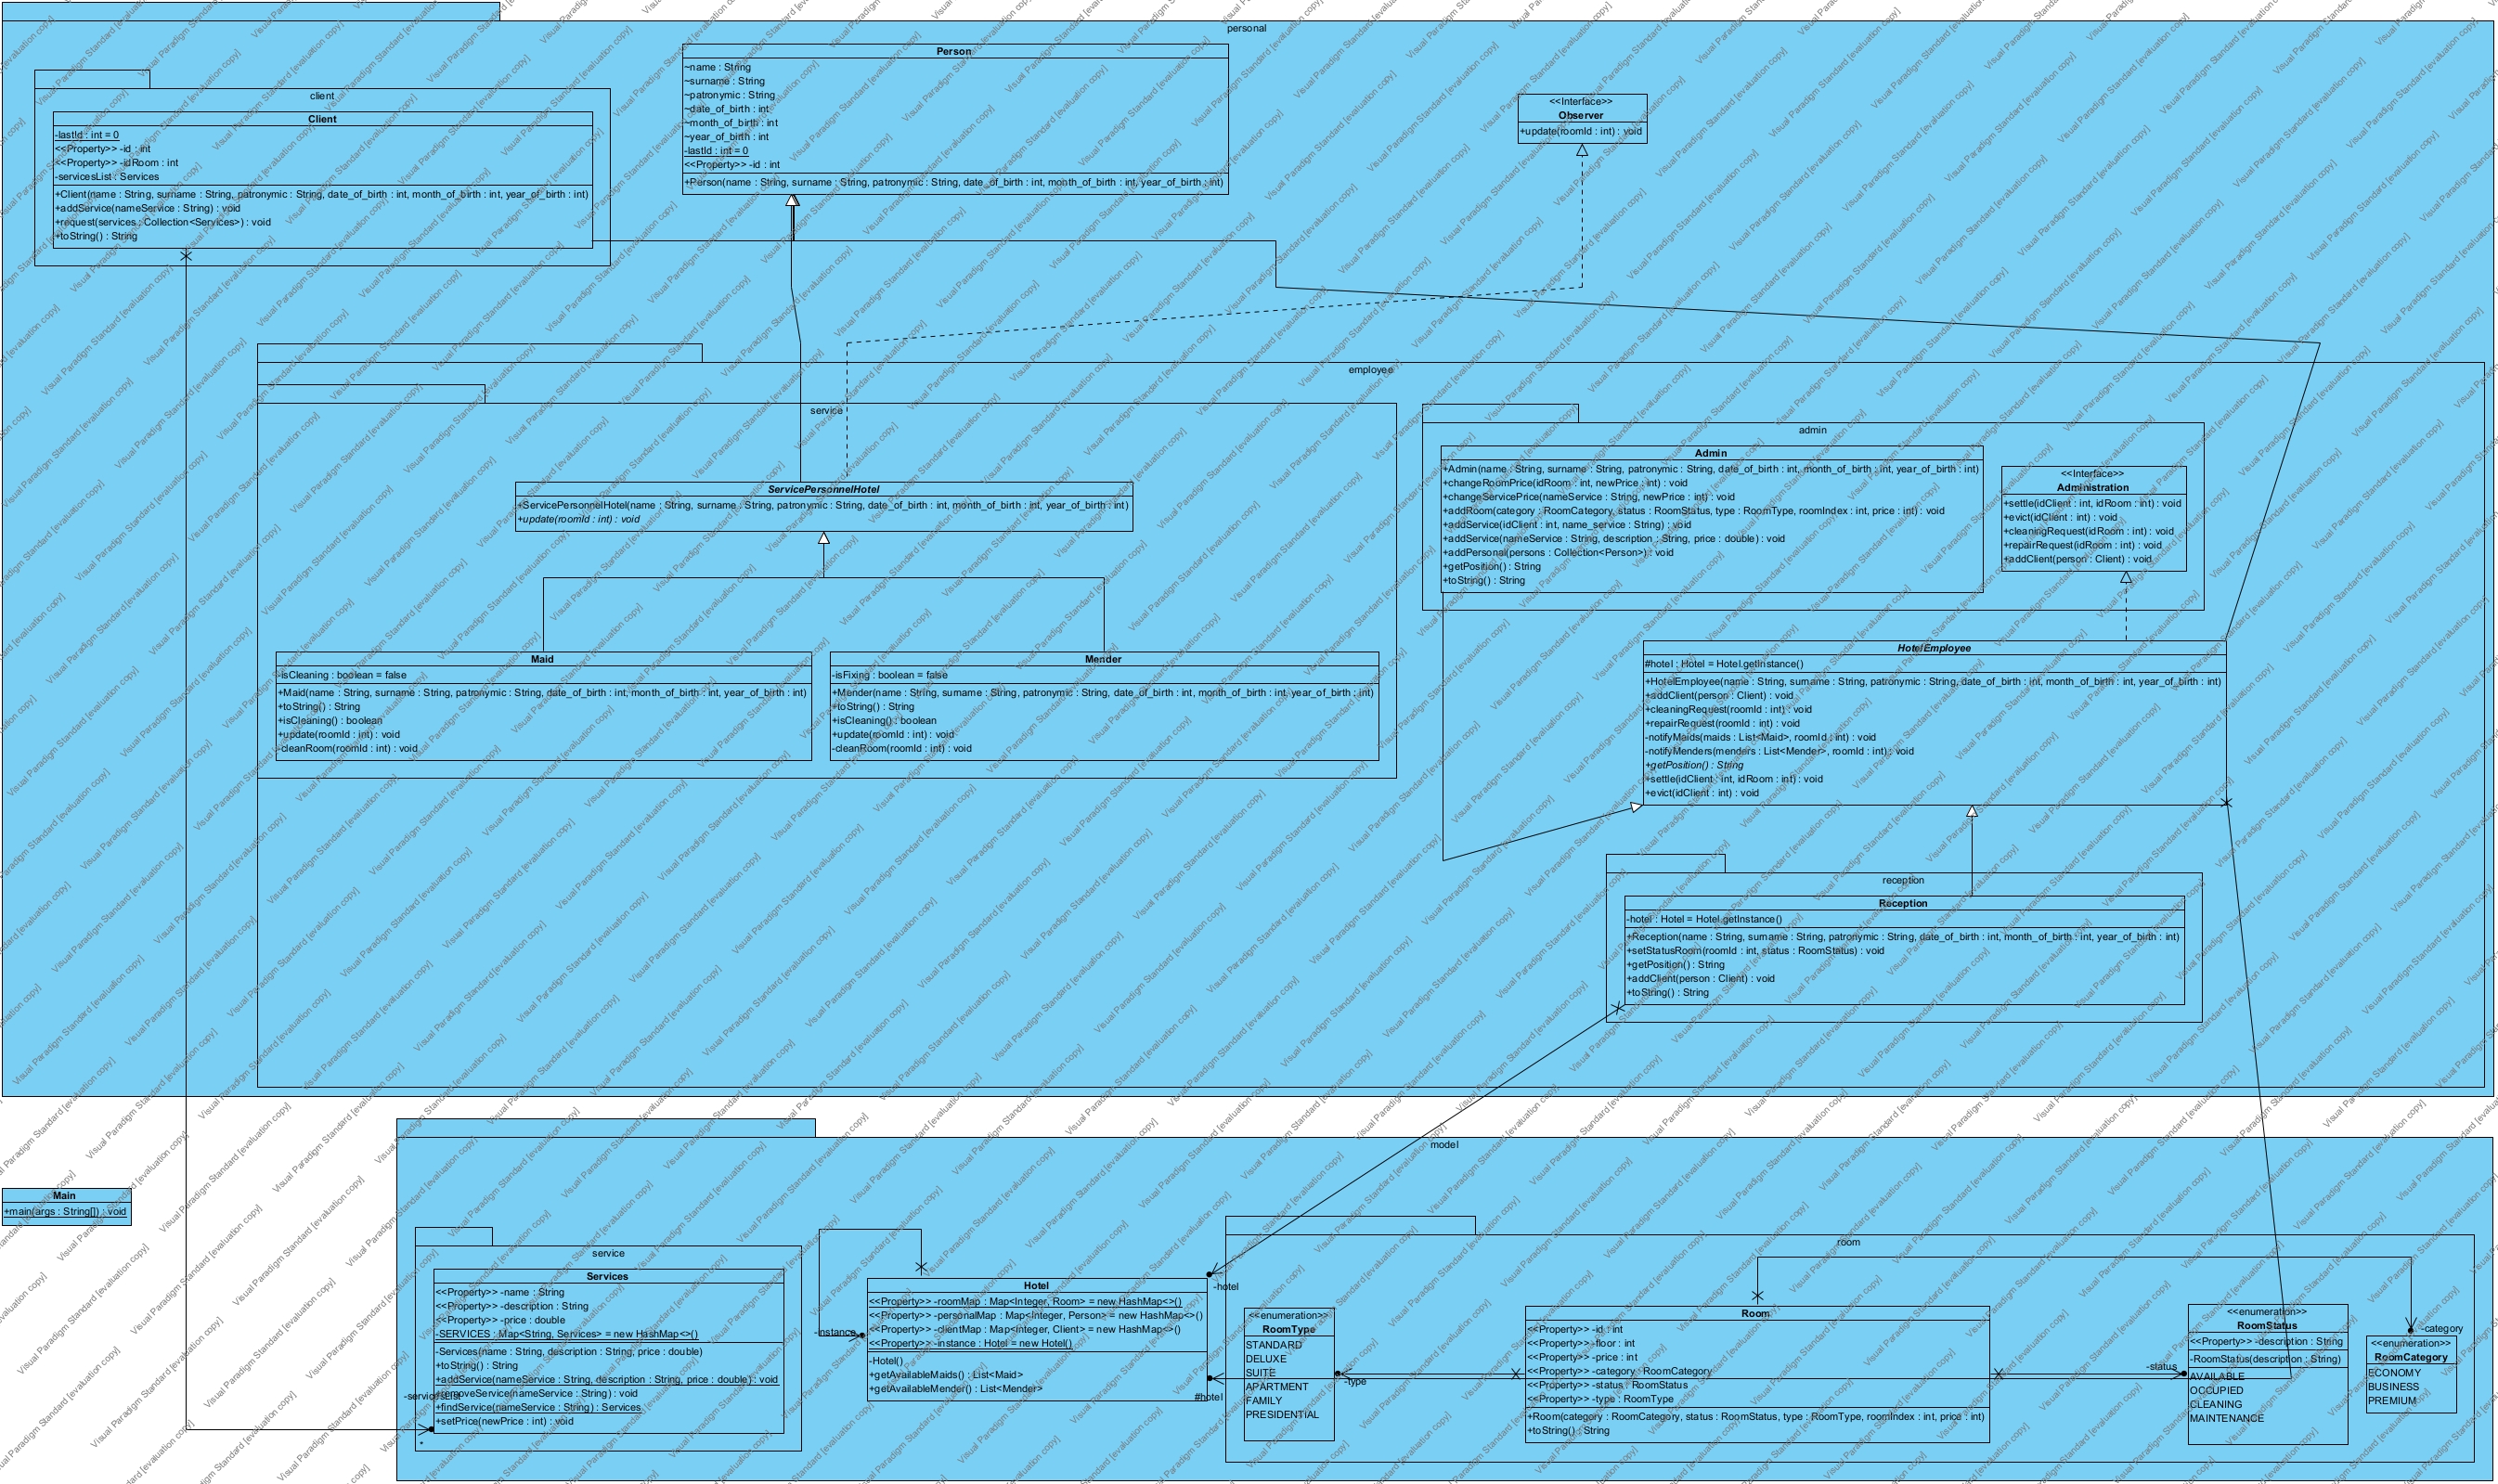 personal
client
Client
-lastId : int = 0
<<Property>> -id : int
<<Property>> -idRoom : int
-servicesList : Services
+Client(name : String, surname : String, patronymic : String, date_of_birth : int, month_of_birth : int, year_of_birth : int)
+addService(nameService : String) : void
+request(services : Collection<Services>) : void
+toString() : String
Person
~name : String
~surname : String
~patronymic : String
~date_of_birth : int
~month_of_birth : int
~year_of_birth : int
-lastId : int = 0
<<Property>> -id : int
+Person(name : String, surname : String, patronymic : String, date_of_birth : int, month_of_birth : int, year_of_birth : int)
<<Interface>>
Observer
+update(roomId : int) : void
employee
service
ServicePersonnelHotel
+ServicePersonnelHotel(name : String, surname : String, patronymic : String, date_of_birth : int, month_of_birth : int, year_of_birth : int)
+update(roomId : int) : void
Maid
-isCleaning : boolean = false
+Maid(name : String, surname : String, patronymic : String, date_of_birth : int, month_of_birth : int, year_of_birth : int)
+toString() : String
+isCleaning() : boolean
+update(roomId : int) : void
-cleanRoom(roomId : int) : void
Mender
-isFixing : boolean = false
+Mender(name : String, surname : String, patronymic : String, date_of_birth : int, month_of_birth : int, year_of_birth : int)
+toString() : String
+isCleaning() : boolean
+update(roomId : int) : void
-cleanRoom(roomId : int) : void
admin
Admin
+Admin(name : String, surname : String, patronymic : String, date_of_birth : int, month_of_birth : int, year_of_birth : int)
+changeRoomPrice(idRoom : int, newPrice : int) : void
+changeServicePrice(nameService : String, newPrice : int) : void
+addRoom(category : RoomCategory, status : RoomStatus, type : RoomType, roomIndex : int, price : int) : void
+addService(idClient : int, name_service : String) : void
+addService(nameService : String, description : String, price : double) : void
+addPersonal(persons : Collection<Person>) : void
+getPosition() : String
+toString() : String
<<Interface>>
Administration
+settle(idClient : int, idRoom : int) : void
+evict(idClient : int) : void
+cleaningRequest(idRoom : int) : void
+repairRequest(idRoom : int) : void
+addClient(person : Client) : void
HotelEmployee
#hotel : Hotel = Hotel.getInstance()
+HotelEmployee(name : String, surname : String, patronymic : String, date_of_birth : int, month_of_birth : int, year_of_birth : int)
+addClient(person : Client) : void
+cleaningRequest(roomId : int) : void
+repairRequest(roomId : int) : void
-notifyMaids(maids : List<Maid>, roomId : int) : void
-notifyMenders(menders : List<Mender>, roomId : int) : void
+getPosition() : String
+settle(idClient : int, idRoom : int) : void
+evict(idClient : int) : void
reception
Reception
-hotel : Hotel = Hotel.getInstance()
+Reception(name : String, surname : String, patronymic : String, date_of_birth : int, month_of_birth : int, year_of_birth : int)
+setStatusRoom(roomId : int, status : RoomStatus) : void
+getPosition() : String
+addClient(person : Client) : void
+toString() : String
Main
+main(args : String[]) : void
model
service
Services
<<Property>> -name : String
<<Property>> -description : String
<<Property>> -price : double
-SERVICES : Map<String, Services> = new HashMap<>()
-Services(name : String, description : String, price : double)
+toString() : String
+addService(nameService : String, description : String, price : double) : void
+removeService(nameService : String) : void
+findService(nameService : String) : Services
+setPrice(newPrice : int) : void
-servicesList
*
-instance
Hotel
<<Property>> -roomMap : Map<Integer, Room> = new HashMap<>()
<<Property>> -personalMap : Map<Integer, Person> = new HashMap<>()
<<Property>> -clientMap : Map<Integer, Client> = new HashMap<>()
<<Property>> -instance : Hotel = new Hotel()
-Hotel()
+getAvailableMaids() : List<Maid>
+getAvailableMender() : List<Mender>
-hotel
#hotel
room
<<enumeration>>
RoomType
STANDARD
DELUXE
SUITE
APARTMENT
FAMILY
PRESIDENTIAL
-type
Room
<<Property>> -id : int
<<Property>> -floor : int
<<Property>> -price : int
<<Property>> -category : RoomCategory
<<Property>> -status : RoomStatus
<<Property>> -type : RoomType
+Room(category : RoomCategory, status : RoomStatus, type : RoomType, roomIndex : int, price : int)
+toString() : String
-status
<<enumeration>>
RoomStatus
<<Property>> -description : String
-RoomStatus(description : String)
AVAILABLE
OCCUPIED
CLEANING
MAINTENANCE
-category
<<enumeration>>
RoomCategory
ECONOMY
BUSINESS
PREMIUM
Visual Paradigm Standard [evaluation copy]